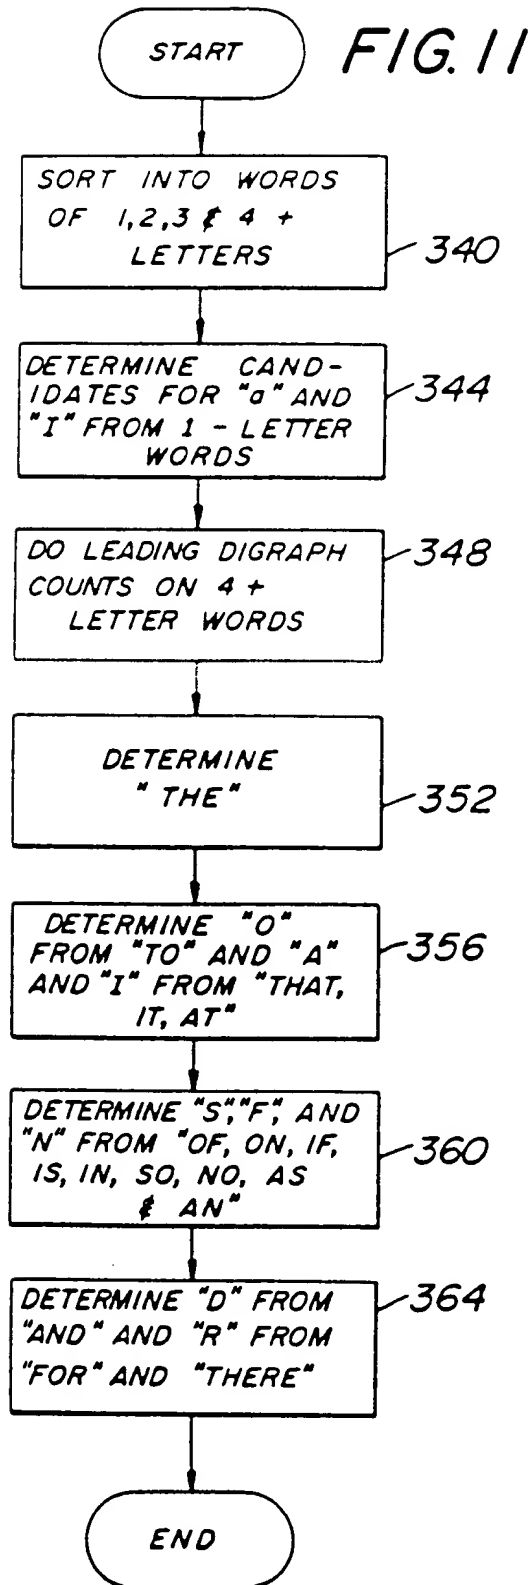 START
FIG. 11
SORT INTO WORDS
OF 1,2,3 & 4 +
LETTERS
340
DETERMINE CAND-
IDATES FOR "a" AND
"I" FROM 1 - LETTER
WORDS
344
DO LEADING DIGRAPH
COUNTS ON 4 +
LETTER WORDS
348
DETERMINE
"THE"
352
DETERMINE "O"
FROM "TO" AND "A"
AND "I" FROM "THAT,
IT, AT"
356
DETERMINE "S","F", AND
"N" FROM "OF, ON, IF,
IS, IN, SO, NO, AS
& AN"
360
DETERMINE "D" FROM
"AND" AND "R" FROM
"FOR" AND "THERE"
364
END